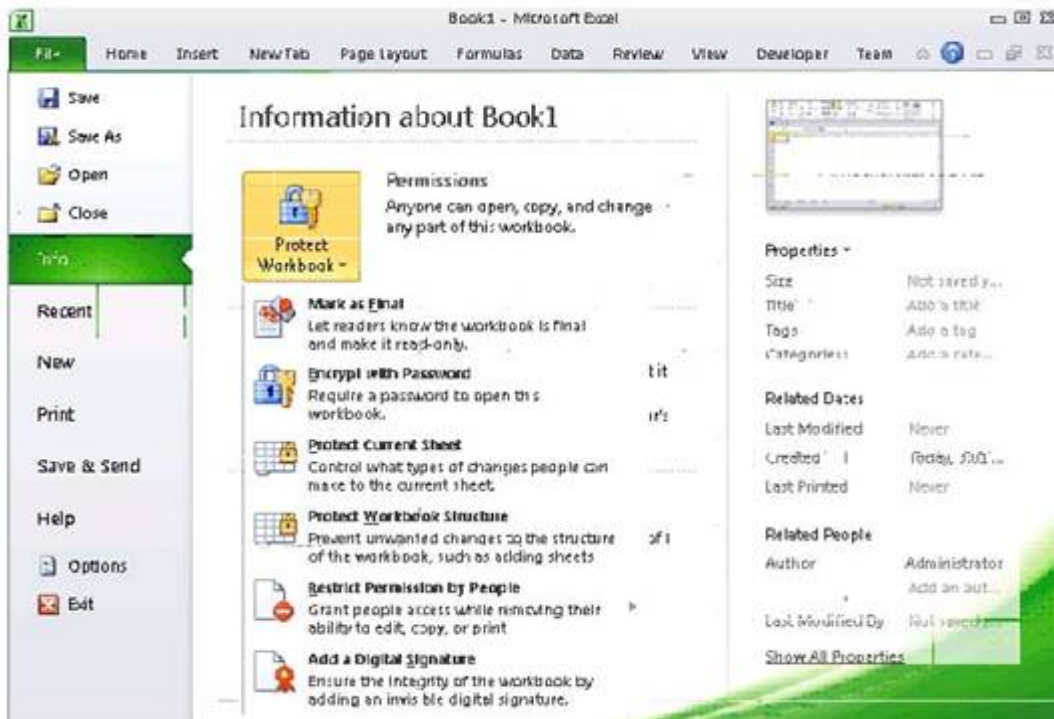 Book1 - Microsoft Excel
File Home Insert New Tab Page Layout Formulas Data Review View Developer Team
Save
Save As
Open
Close
Info
Recent
New
Print
Save & Send
Help
Options
Exit
Information about Book1
Protect
Workbook
Permissions
Anyone can open, copy, and change
any part of this workbook.
Mark as Final
Let readers know the workbook is final
and make it read-only.
Encrypt with Password
Require a password to open this
workbook.
Protect Current Sheet
Control what types of changes people can
make to the current sheet.
Protect Workbook Structure
Prevent unwanted changes to the structure
of the workbook, such as adding sheets
Restrict Permission by People
Grant people access while removing their
ability to edit, copy, or print
Add a Digital Signature
Ensure the integrity of the workbook by
adding an invisible digital signature.
t it
r's
of i
Properties
Size Not saved y...
Title Add a title
Tags Add a tag
Categories Add a cate...
Related Dates
Last Modified Never
Created Today,
Last Printed Never
Related People
Author Administrator
Add an aut...
Last Modified By Not saved
Show All Properties